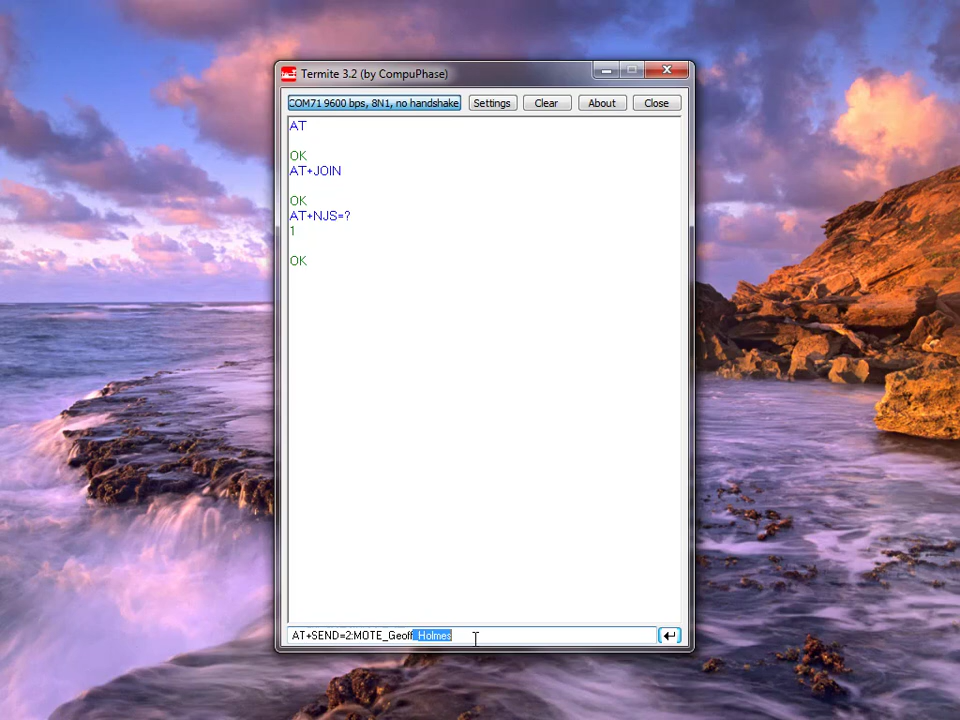 Termite 3.2 (by CompuPhase)
COM71 9600 bps, 8N1, no handshake Settings Clear About Close
AT
OK
AT+JOIN
OK
AT+NJS=?
1
OK
AT+SEND=2:MOTE_Geoff Holmes